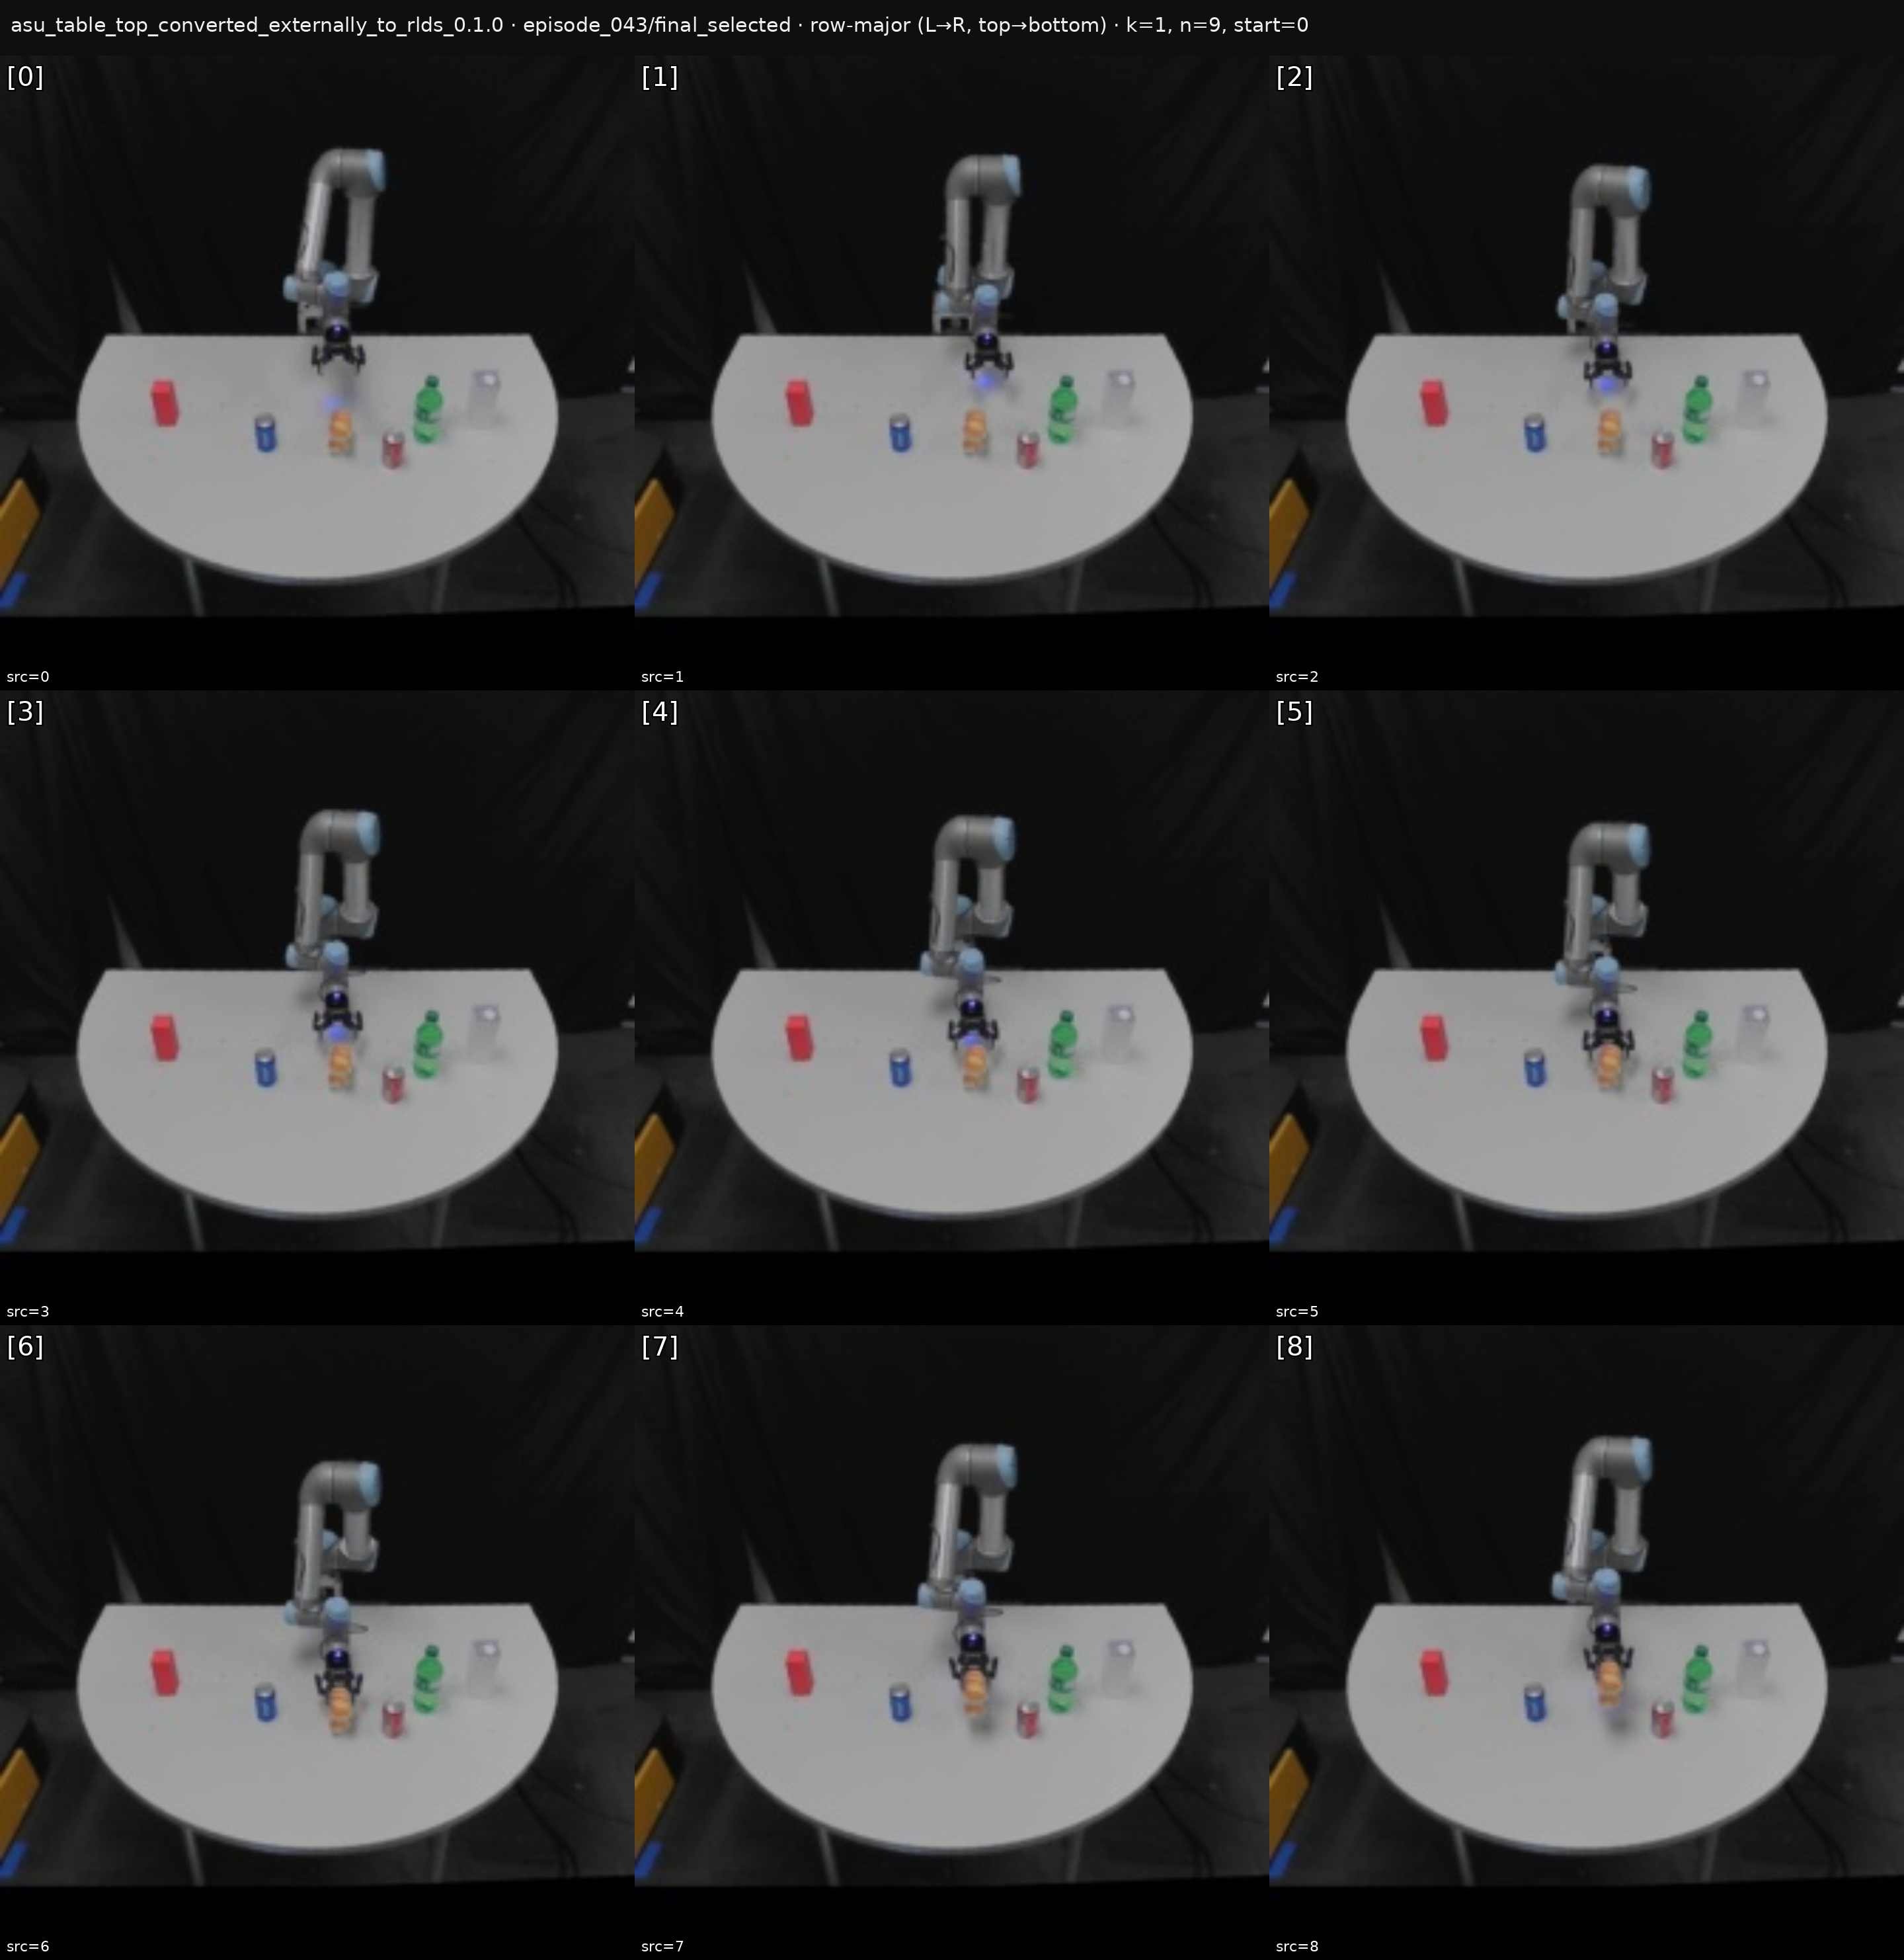 asu_table_top_converted_externally_to_rlds_0.1.0 · episode_043/final_selected · row-major (L→R, top→bottom) · k=1, n=9, start=0
[0]
[1]
[2]
src=0
src=1
src=2
[3]
[4]
[5]
src=3
src=4
src=5
[6]
[7]
[8]
src=6
src=7
src=8